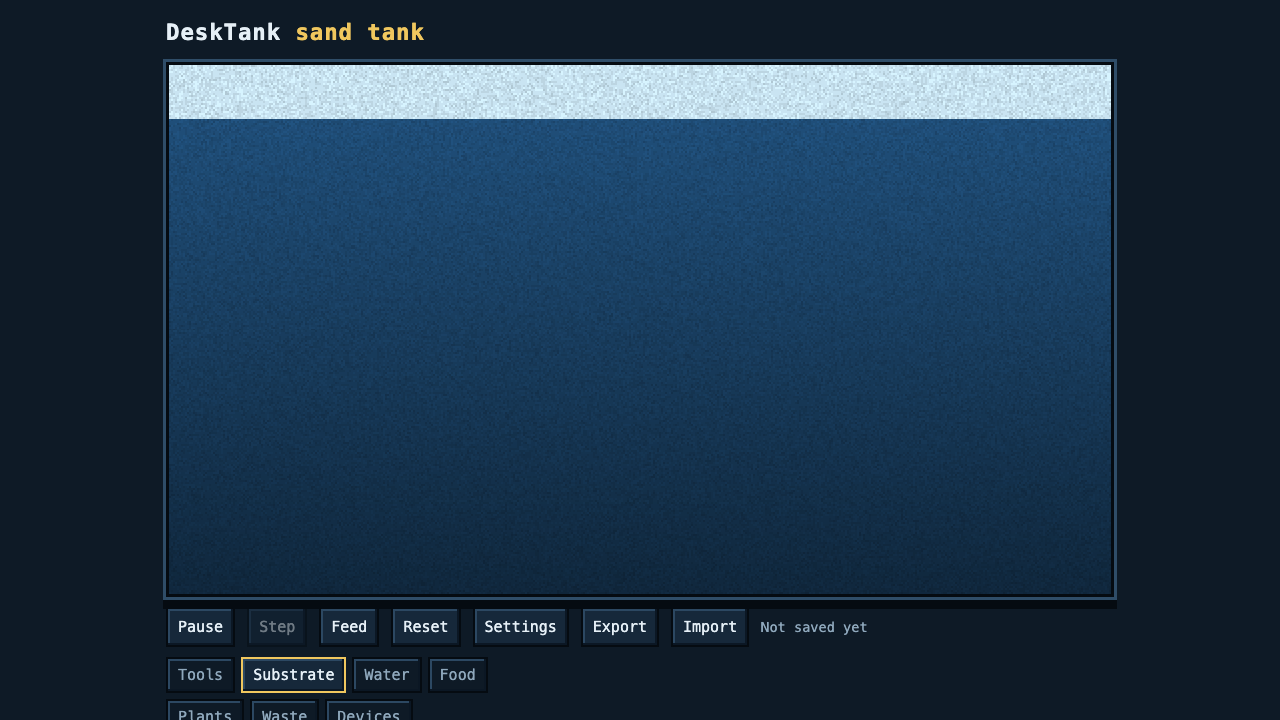 DeskTank sand tank
Pause Step Feed Reset Settings Export Import Not saved yet
Tools Substrate Water Food
Plants Waste Devices